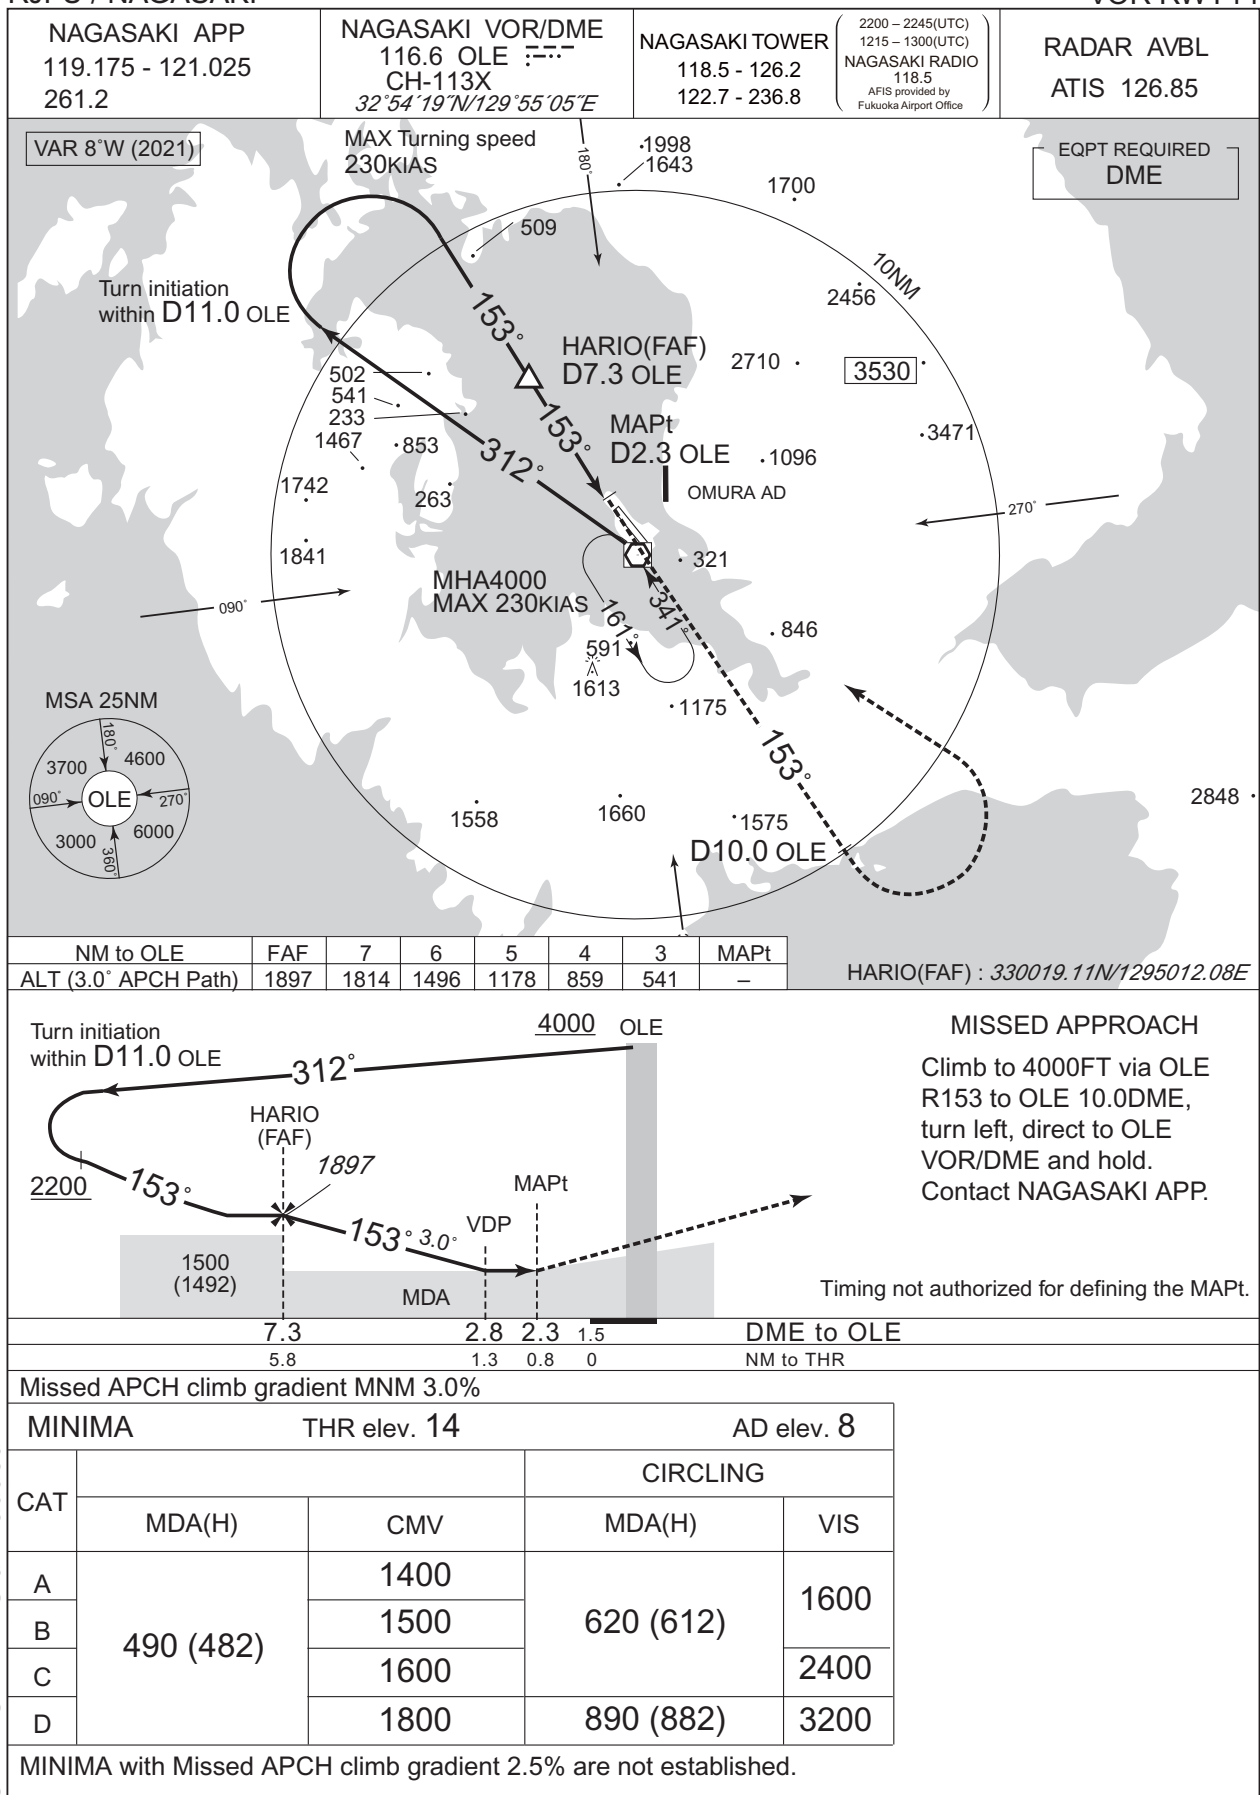 NAGASAKI APP
119.175 - 121.025
261.2
NAGASAKI VOR/DME
116.6 OLE
CH-113X
32°54´19˝N/129°55´05˝E
NAGASAKI TOWER
118.5 - 126.2
122.7 - 236.8
2200 – 2245(UTC)
1215 – 1300(UTC)
NAGASAKI RADIO
118.5
AFIS provided by
Fukuoka Airport Office
RADAR AVBL
ATIS 126.85
VAR 8°W (2021)
MAX Turning speed
230KIAS
180°
1998
1643
1700
EQPT REQUIRED
DME
509
10NM
2456
Turn initiation
within D11.0 OLE
153°
HARIO(FAF)
D7.3 OLE
2710
3530
502
541
233
1467
853
153°
MAPt
D2.3 OLE
1096
3471
312°
OMURA AD
1742
263
270°
1841
321
MHA4000
MAX 230KIAS
090°
161°
341°
846
591
1613
1175
MSA 25NM
180°
3700
4600
090°
OLE
270°
3000
6000
360°
153°
1558
1660
1575
2848
D10.0 OLE
NM to OLE FAF 7 6 5 4 3 MAPt
ALT (3.0° APCH Path) 1897 1814 1496 1178 859 541 –
HARIO(FAF) : 330019.11N/1295012.08E
Turn initiation
within D11.0 OLE
4000 OLE
312°
HARIO
(FAF)
1897
2200
153°
MAPt
153° 3.0°
VDP
1500
(1492)
MDA
MISSED APPROACH
Climb to 4000FT via OLE
R153 to OLE 10.0DME,
turn left, direct to OLE
VOR/DME and hold.
Contact NAGASAKI APP.
Timing not authorized for defining the MAPt.
7.3 2.8 2.3 1.5 DME to OLE
5.8 1.3 0.8 0 NM to THR
Missed APCH climb gradient MNM 3.0%
MINIMA THR elev. 14 AD elev. 8
CAT
CIRCLING
MDA(H) CMV MDA(H) VIS
A 1400
B 1500 620 (612) 1600
490 (482)
C 1600 2400
D 1800 890 (882) 3200
MINIMA with Missed APCH climb gradient 2.5% are not established.